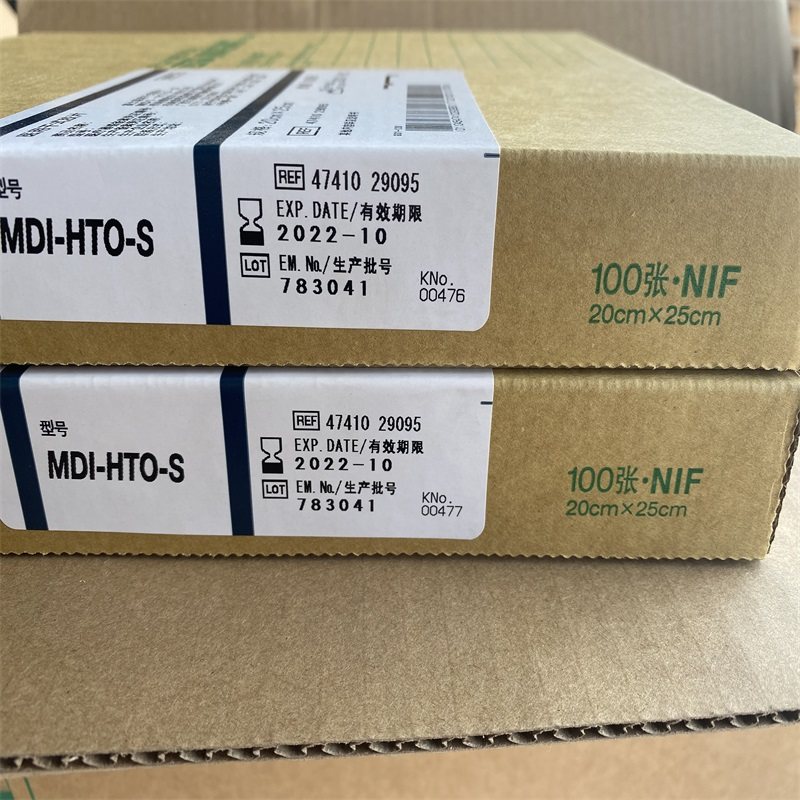 型号
MDI-HTO-S
REF 47410 29095
EXP.DATE/有效期限
2022-10
LOT EM.No./生产批号
783041
KNo.
00476
100张·NIF
20cm×25cm
型号
MDI-HTO-S
REF 47410 29095
EXP.DATE/有效期限
2022-10
LOT EM.No./生产批号
783041
KNo.
00477
100张·NIF
20cm×25cm